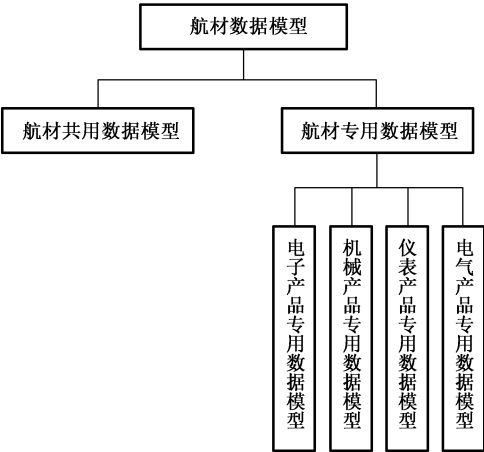 航材数据模型
航材共用数据模型
航材专用数据模型
电子产品专用数据模型
机械产品专用数据模型
仪表产品专用数据模型
电气产品专用数据模型